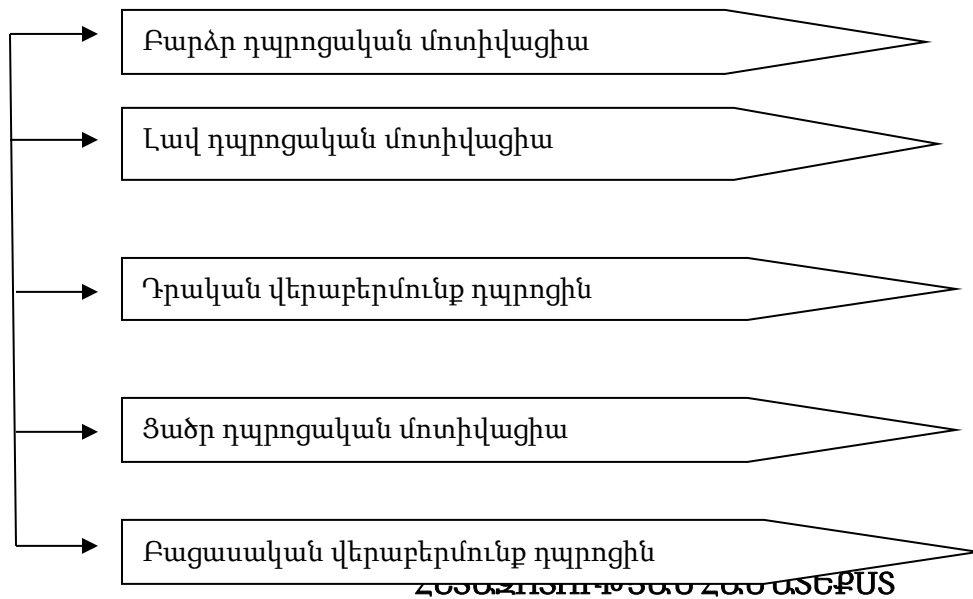 Բարձր դպրոցական մոտիվացիա
Լավ դպրոցական մոտիվացիա
Դրական վերաբերմունք դպրոցին
Ցածր դպրոցական մոտիվացիա
Բացասական վերաբերմունք դպրոցին